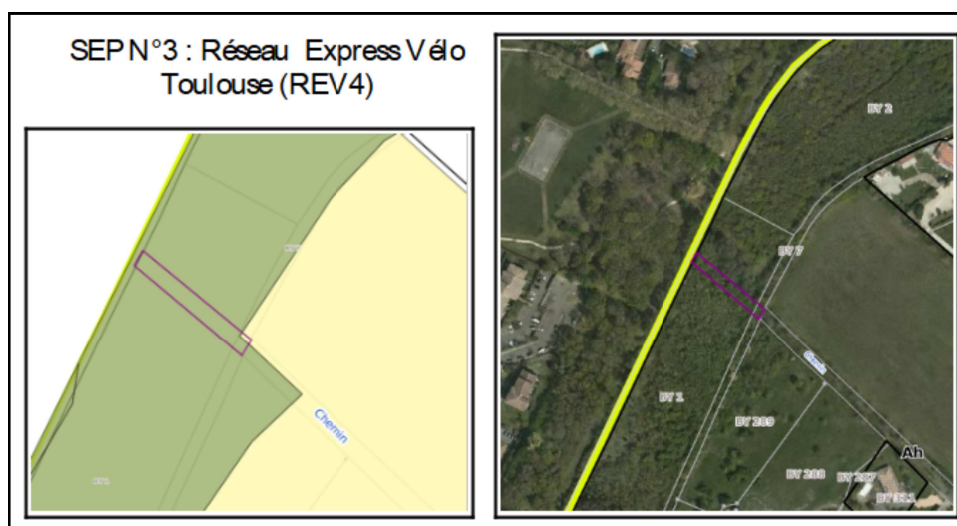 SEP N°3 : Réseau Express Vélo
Toulouse (REV4)
Chemin
BY 2
BY 7
Chemin
BY 1
BY 289
BY 288
BY 287
Ah
BY 311